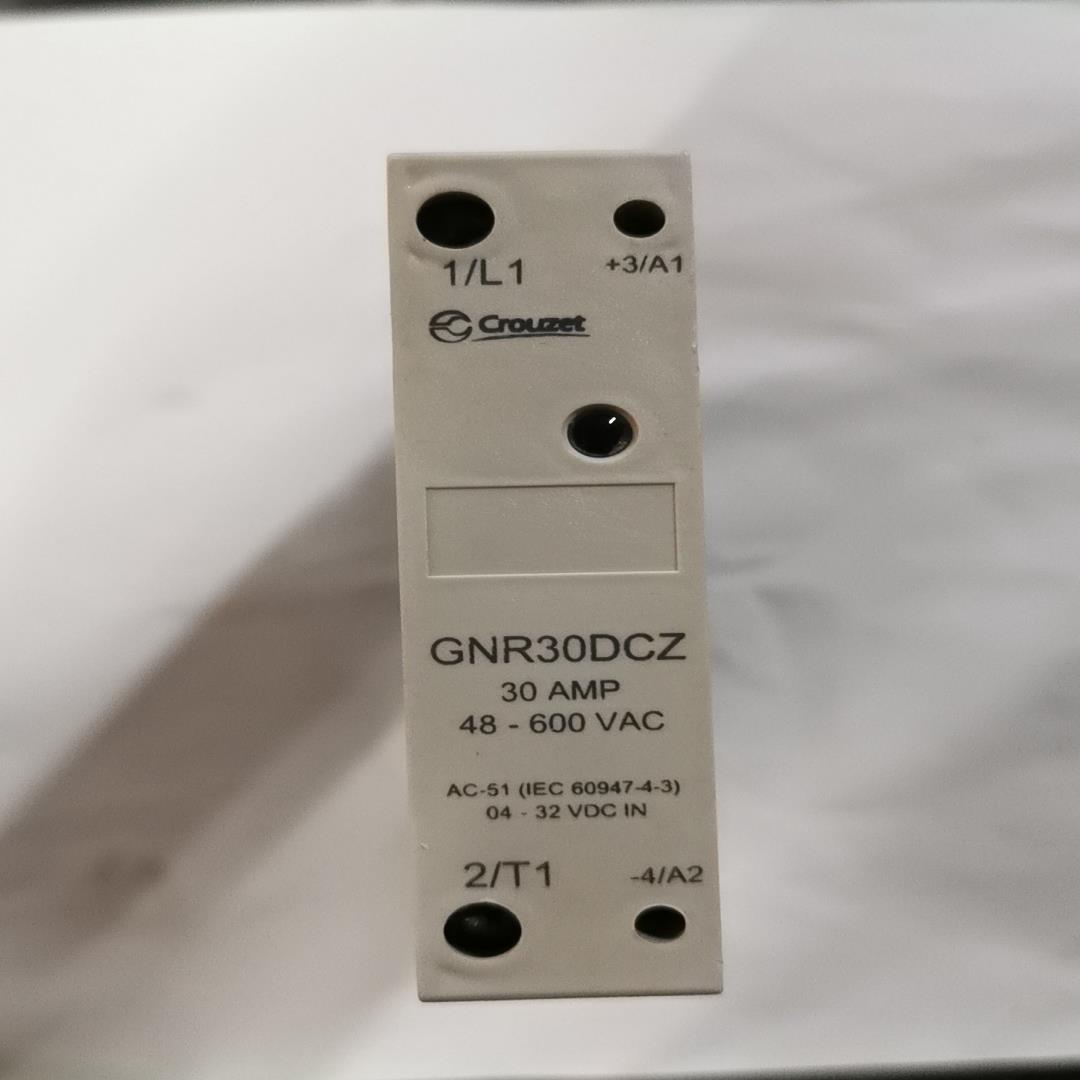 1/L1 +3/A1
Crouzet
GNR30DCZ
30 AMP
48 - 600 VAC
AC-51 (IEC 60947-4-3)
04 - 32 VDC IN
2/T1 -4/A2